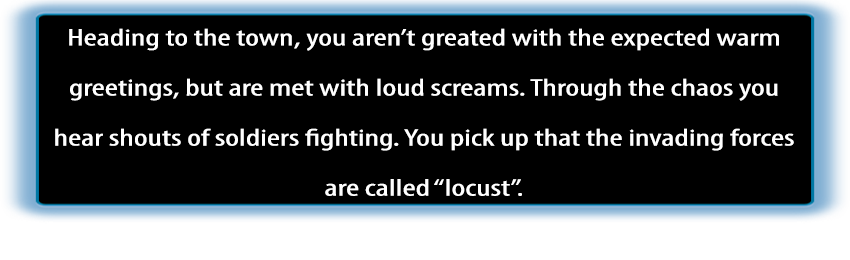 Heading to the town, you aren’t greated with the expected warm
greetings, but are met with loud screams. Through the chaos you
hear shouts of soldiers fighting. You pick up that the invading forces
are called “locust”.